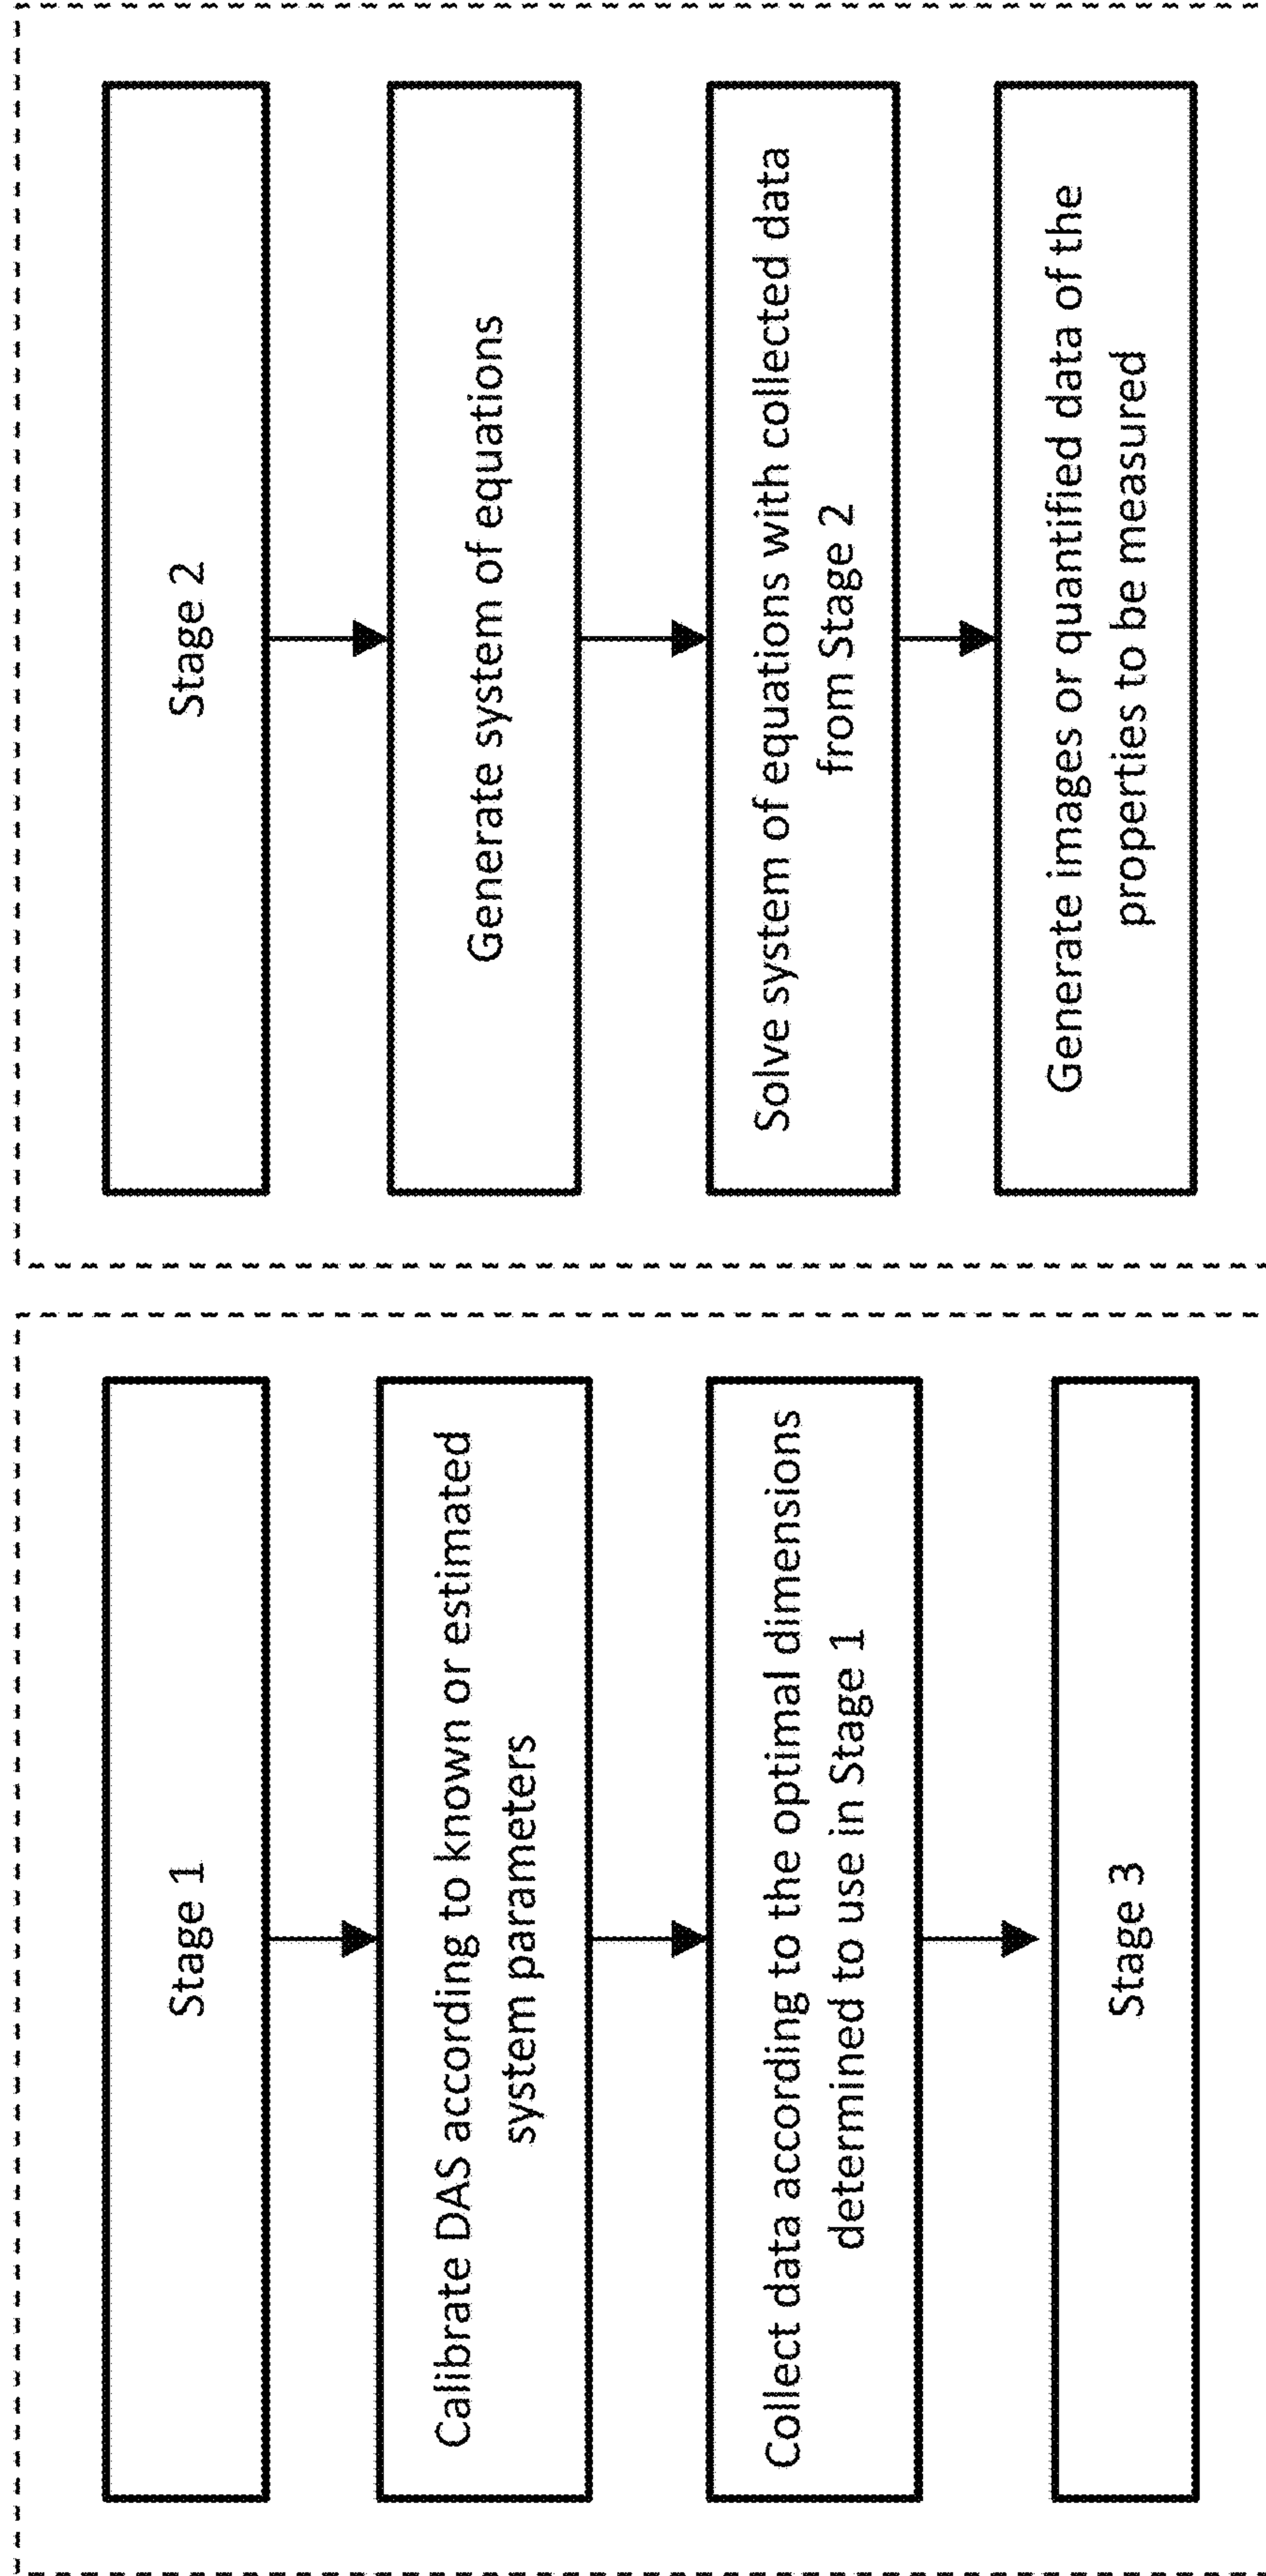 Stage 1
Calibrate DAS according to known or estimated
system parameters
Collect data according to the optimal dimensions
determined to use in Stage 1
Stage 3
Stage 2
Generate system of equations
Solve system of equations with collected data
from Stage 2
Generate images or quantified data of the
properties to be measured